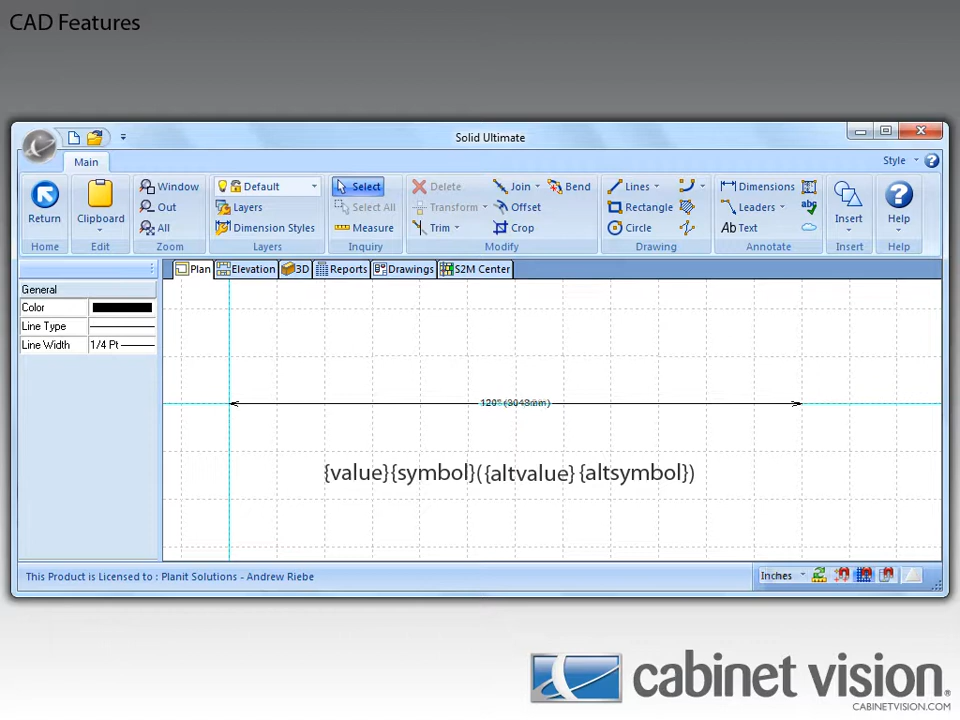 CAD Features
Solid Ultimate
Main
Style
Return
Clipboard
Window
Out
All
Default
Layers
Dimension Styles
Select
Select All
Measure
Delete
Transform
Trim
Join
Offset
Crop
Bend
Lines
Rectangle
Circle
Dimensions
Leaders
abc
Ab Text
Insert
Help
Home
Edit
Zoom
Layers
Inquiry
Modify
Drawing
Annotate
Insert
Help
Plan
Elevation
3D
Reports
Drawings
S2M Center
General
Color
Line Type
Line Width 1/4 Pt
{value}{symbol}({altvalue}{altsymbol})
This Product is Licensed to : Planit Solutions - Andrew Riebe
Inches
cabinet vision.
CABINETVISION.COM